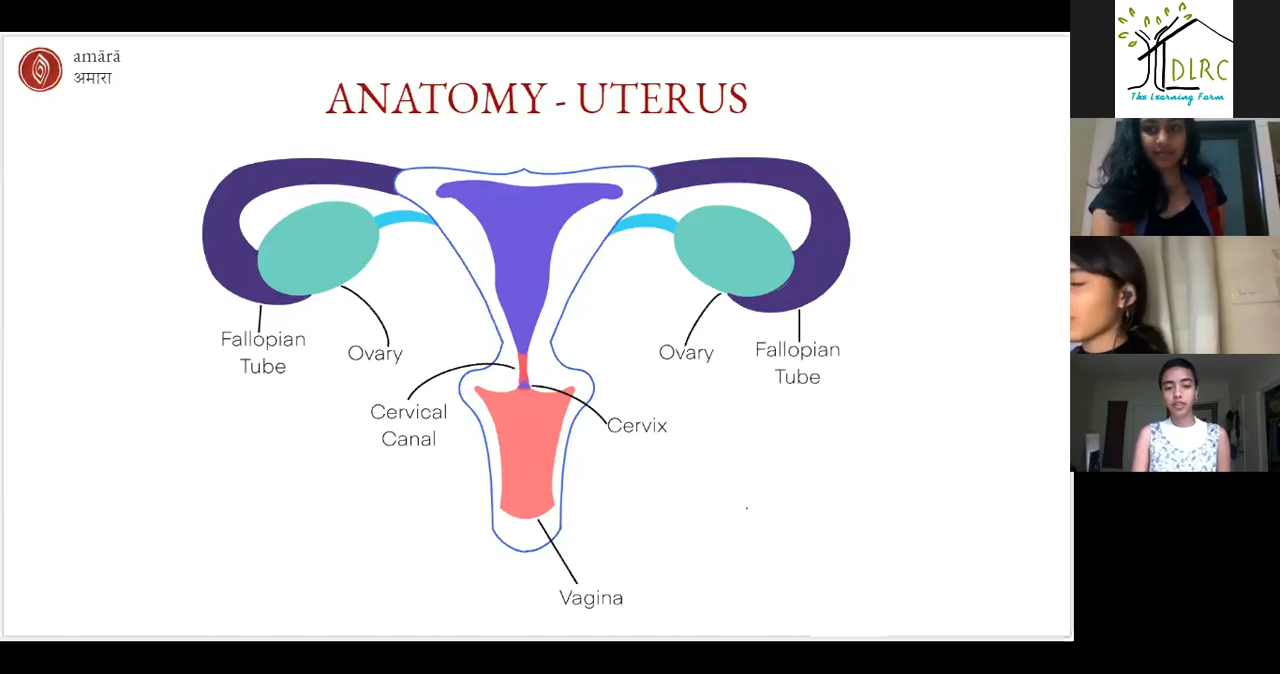 amārā
अमारा
ANATOMY - UTERUS
DLRC
The Learning Farm
Fallopian
Tube
Ovary
Ovary
Fallopian
Tube
Cervical
Canal
Cervix
Vagina